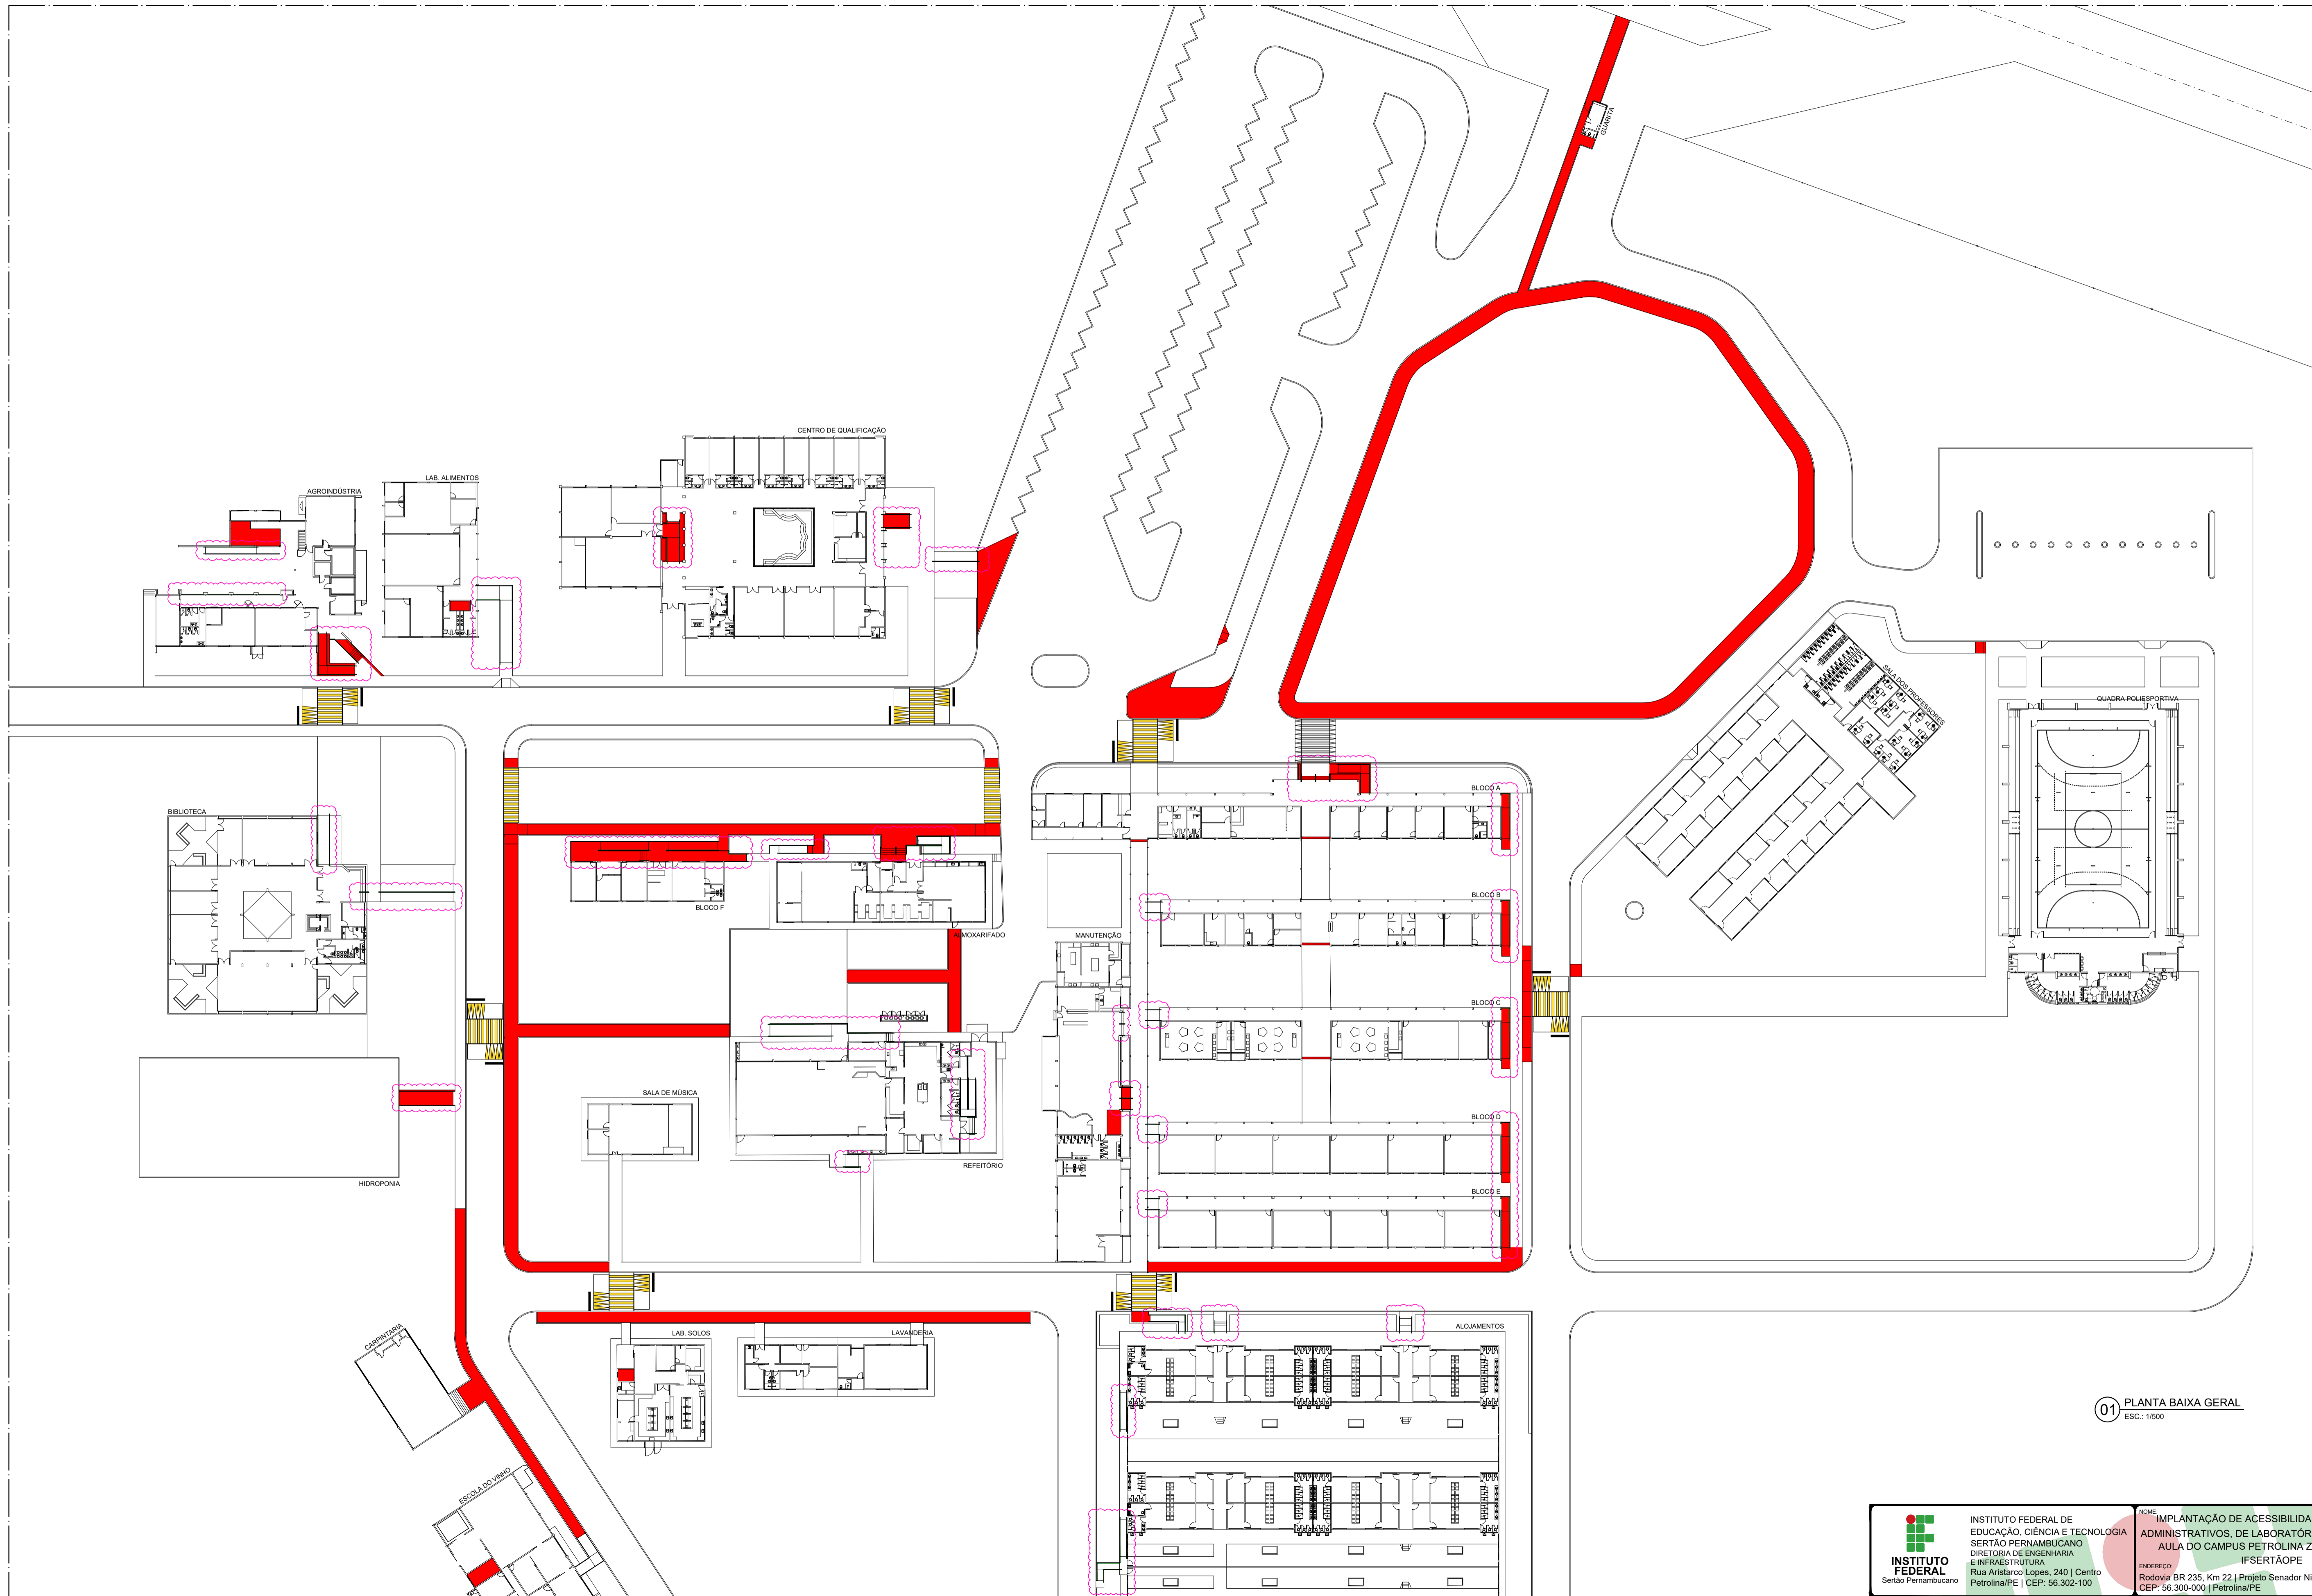 GUARITA
CENTRO DE QUALIFICAÇÃO
LAB. ALIMENTOS
AGROINDÚSTRIA
SALA DOS PROFESSORES
QUADRA POLIESPORTIVA
BLOCO A
BIBLIOTECA
BLOCO B
BLOCO F
ALMOXARIFADO
MANUTENÇÃO
BLOCO C
SALA DE MÚSICA
BLOCO D
REFEITÓRIO
HIDROPONIA
BLOCO E
CARPINTARIA
LAB. SOLOS
LAVANDERIA
ALOJAMENTOS
ESCOLA DO VINHO
01
PLANTA BAIXA GERAL
ESC.: 1/500
INSTITUTO
FEDERAL
Sertão Pernambucano
INSTITUTO FEDERAL DE
EDUCAÇÃO, CIÊNCIA E TECNOLOGIA
SERTÃO PERNAMBUCANO
DIRETORIA DE ENGENHARIA
E INFRAESTRUTURA
Rua Aristarco Lopes, 240 | Centro
Petrolina/PE | CEP: 56.302-100
NOME:
IMPLANTAÇÃO DE ACESSIBILIDA
ADMINISTRATIVOS, DE LABORATÓR
AULA DO CAMPUS PETROLINA Z
IFSERTÃOPE
ENDEREÇO:
Rodovia BR 235, Km 22 | Projeto Senador Ni
CEP: 56.300-000 | Petrolina/PE